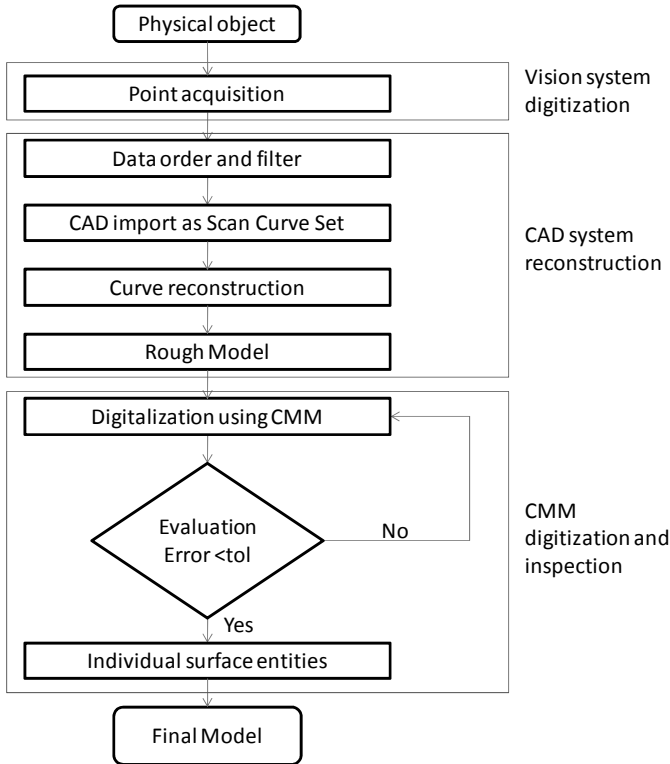 Physical object
Point acquisition
Vision system
digitization
Data order and filter
CAD import as Scan Curve Set
Curve reconstruction
Rough Model
CAD system
reconstruction
Digitalization using CMM
Evaluation
Error <tol
No
Yes
Individual surface entities
CMM
digitization and
inspection
Final Model